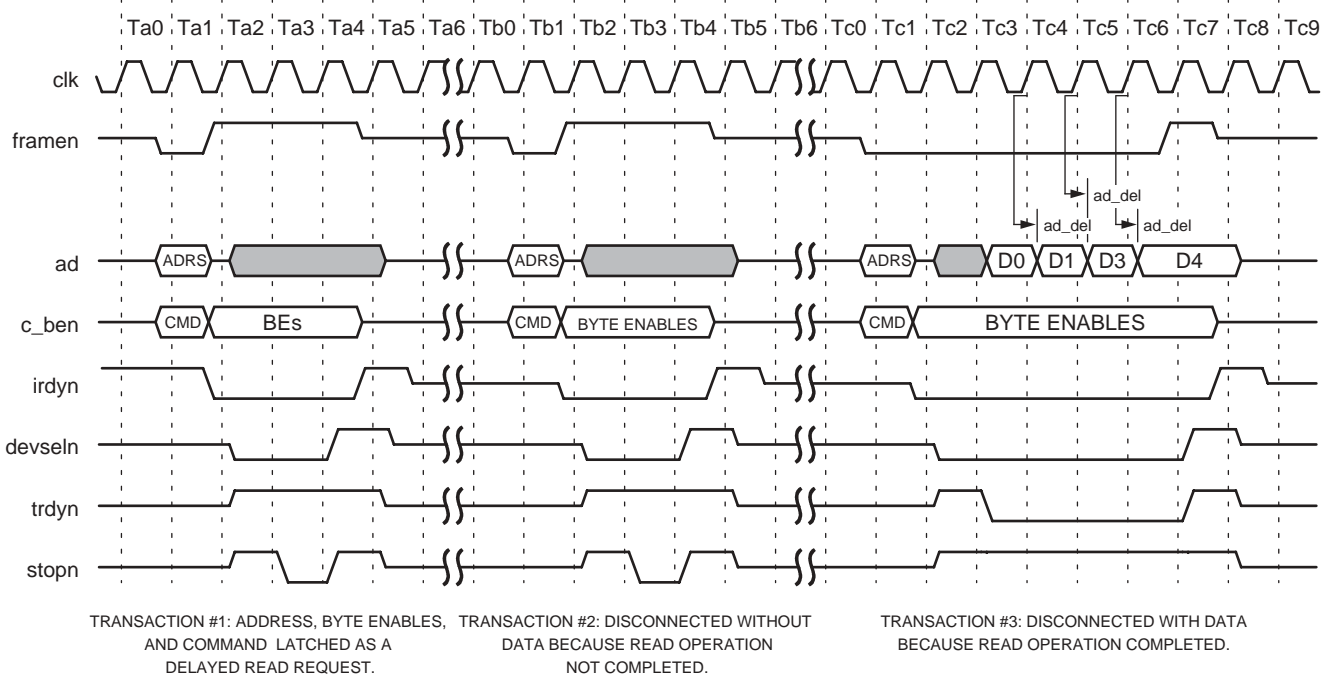 Ta0 Ta1 Ta2 Ta3 Ta4 Ta5 Ta6 Tb0 Tb1 Tb2 Tb3 Tb4 Tb5 Tb6 Tc0 Tc1 Tc2 Tc3 Tc4 Tc5 Tc6 Tc7 Tc8 Tc9
clk
framen
ad_del
ad_del ad_del
ad ADRS ADRS ADRS D0 D1 D3 D4
c_ben CMD BEs CMD BYTE ENABLES CMD BYTE ENABLES
irdyn
devseln
trdyn
stopn
TRANSACTION #1: ADDRESS, BYTE ENABLES,
AND COMMAND LATCHED AS A
DELAYED READ REQUEST.
TRANSACTION #2: DISCONNECTED WITHOUT
DATA BECAUSE READ OPERATION
NOT COMPLETED.
TRANSACTION #3: DISCONNECTED WITH DATA
BECAUSE READ OPERATION COMPLETED.